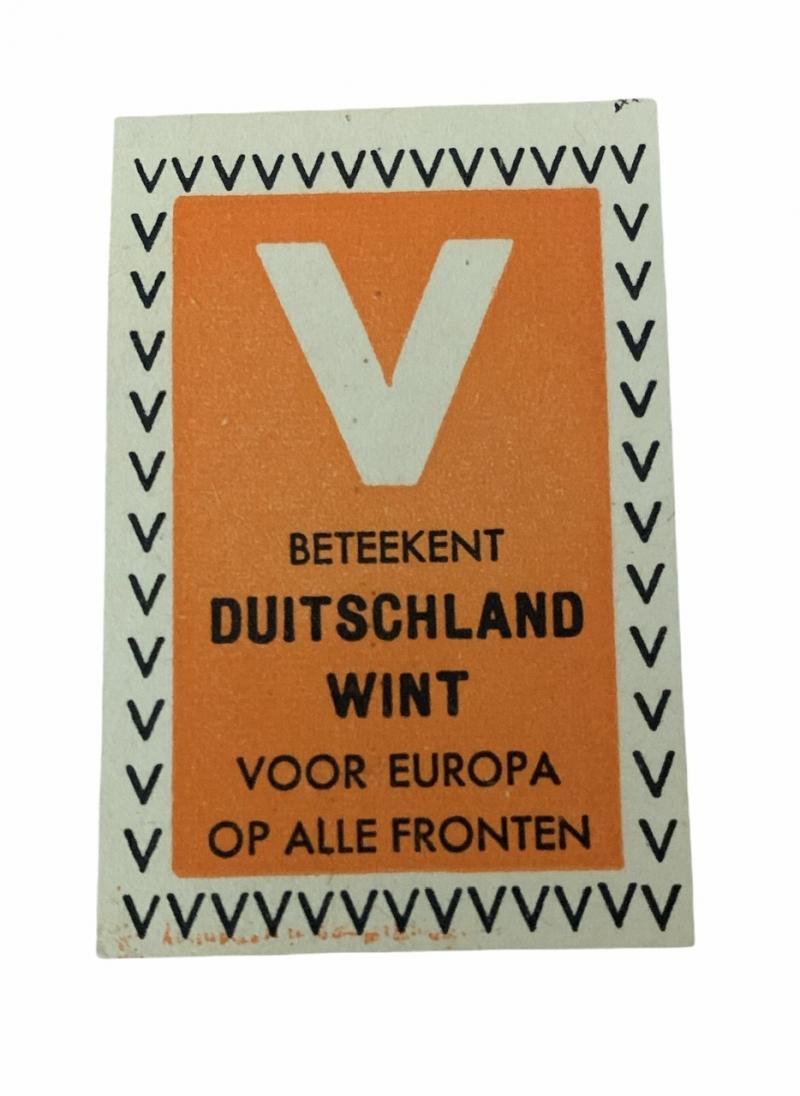 V V V V V V V V V V V V V
V
BETEEKENT
DUITSCHLAND
WINT
VOOR EUROPA
OP ALLE FRONTEN
V V V V V V V V V V V V V V